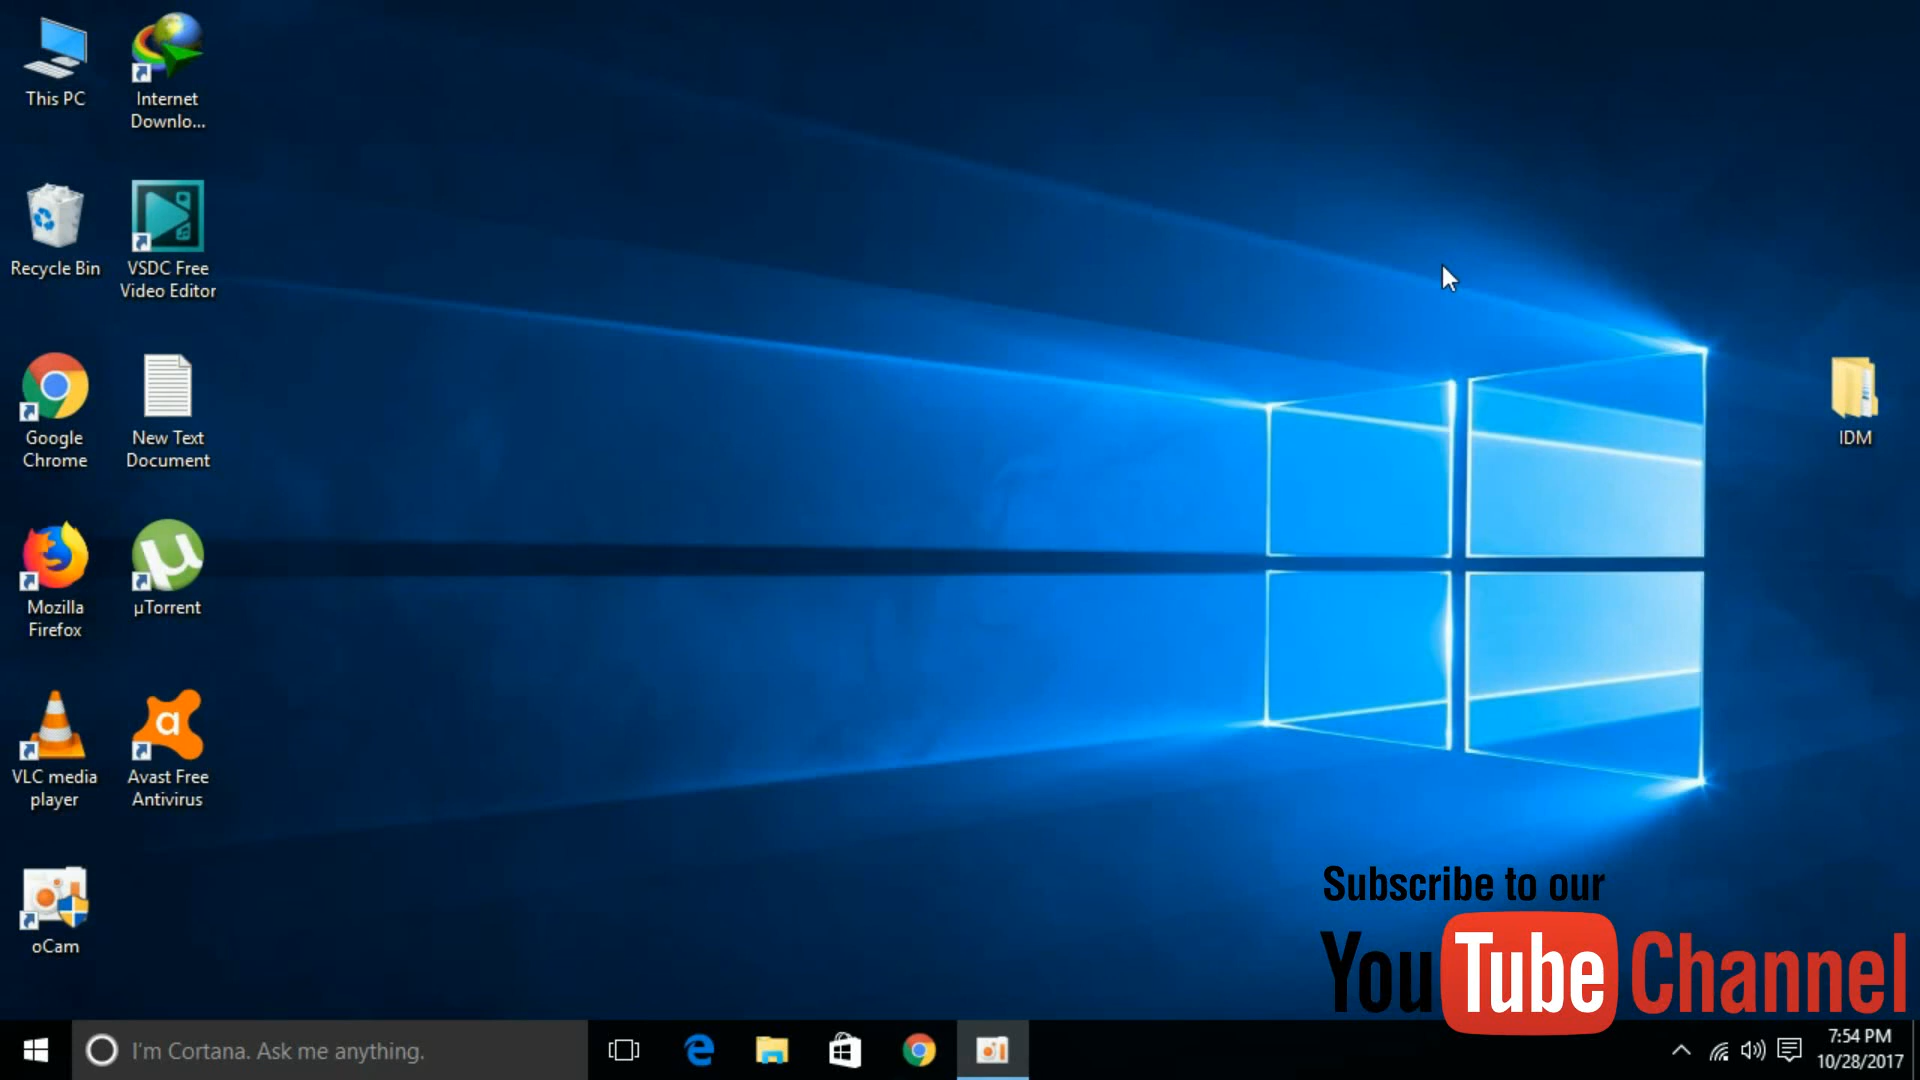 This PC
Internet
Downlo...
Recycle Bin
VSDC Free
Video Editor
Google
Chrome
New Text
Document
IDM
Mozilla
Firefox
µTorrent
VLC media
player
Avast Free
Antivirus
oCam
Subscribe to our
YouTube Channel
I'm Cortana. Ask me anything.
7:54 PM
10/28/2017